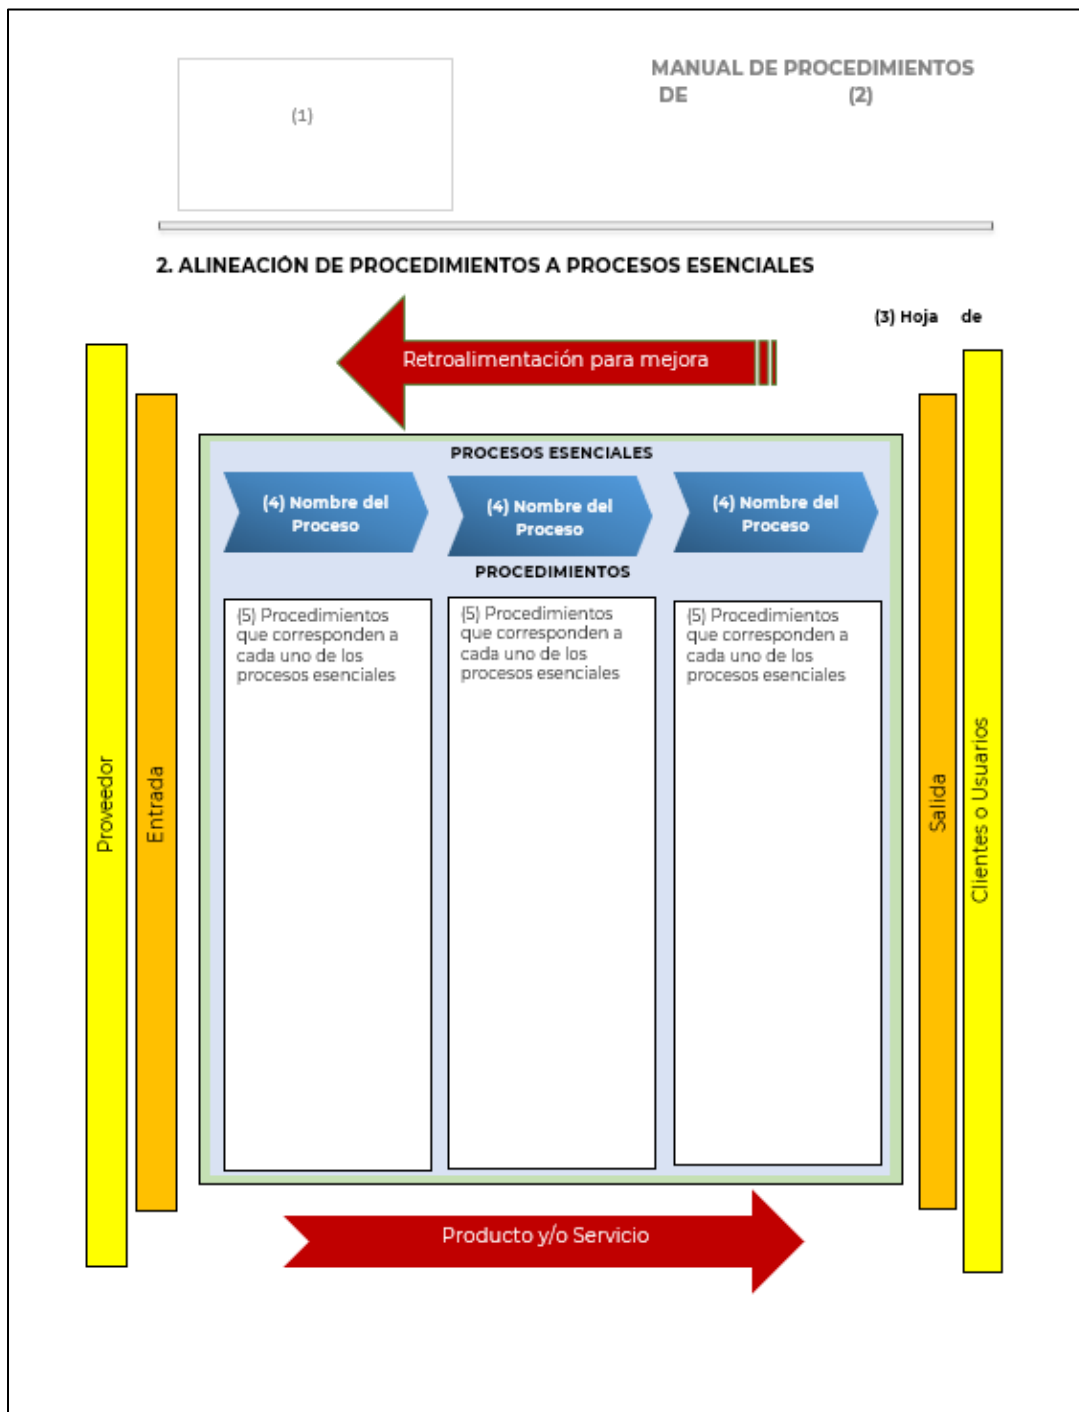 (1)
MANUAL DE PROCEDIMIENTOS
DE (2)
2. ALINEACIÓN DE PROCEDIMIENTOS A PROCESOS ESENCIALES
(3) Hoja de
Retroalimentación para mejora
Proveedor
Entrada
PROCESOS ESENCIALES
(4) Nombre del
Proceso
(4) Nombre del
Proceso
(4) Nombre del
Proceso
PROCEDIMIENTOS
(5) Procedimientos
que corresponden a
cada uno de los
procesos esenciales
(5) Procedimientos
que corresponden a
cada uno de los
procesos esenciales
(5) Procedimientos
que corresponden a
cada uno de los
procesos esenciales
Salida
Clientes o Usuarios
Producto y/o Servicio